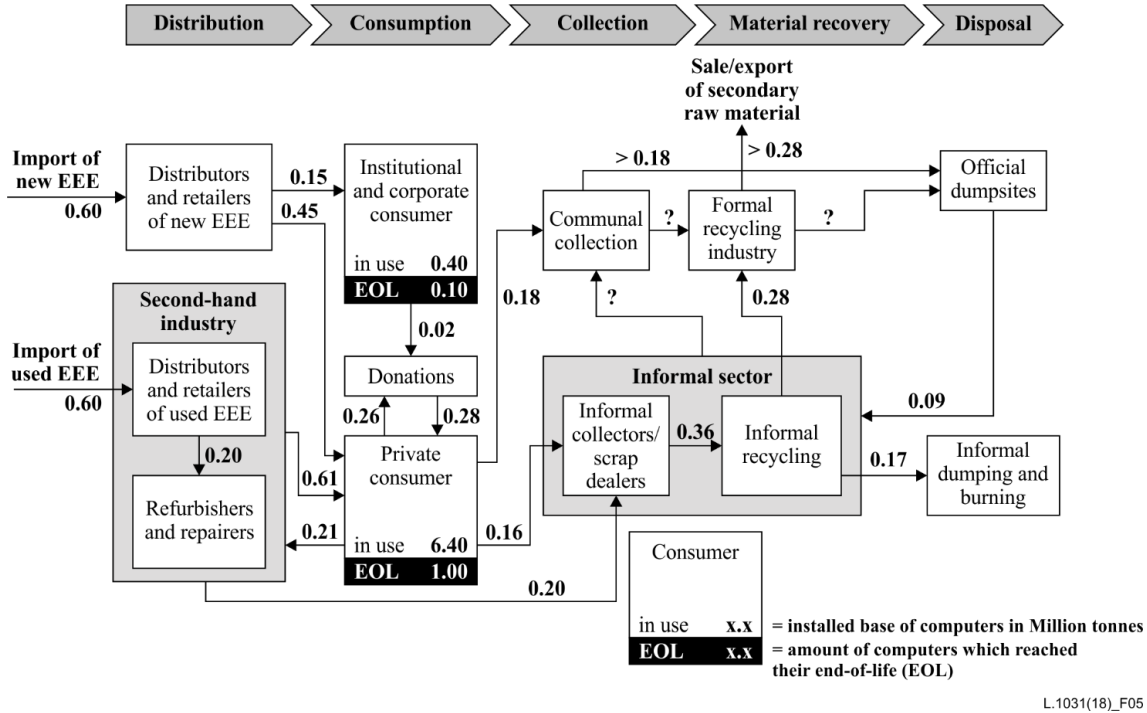 Distribution
Consumption
Collection
Material recovery
Disposal
Sale/export
of secondary
raw material
Import of
new EEE
0.60
Distributors
and retailers
of new EEE
0.15
0.45
Institutional
and corporate
consumer
in use 0.40
EOL 0.10
> 0.18
> 0.28
Communal
collection
?
Formal
recycling
industry
?
Official
dumpsites
Second-hand
industry
Import of
used EEE
0.60
Distributors
and retailers
of used EEE
0.20
Refurbishers
and repairers
0.02
Donations
0.26
0.28
0.18
?
0.28
0.61
0.21
Private
consumer
in use 6.40
EOL 1.00
0.16
0.20
Informal sector
Informal
collectors/
scrap
dealers
0.36
Informal
recycling
0.09
0.17
Informal
dumping and
burning
Consumer
in use x.x = installed base of computers in Million tonnes
EOL x.x = amount of computers which reached
their end-of-life (EOL)
L.1031(18)_F05